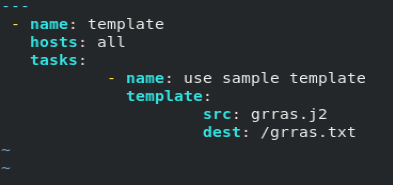 ---
- name: template
hosts: all
tasks:
- name: use sample template
template:
src: grras.j2
dest: /grras.txt
~
~